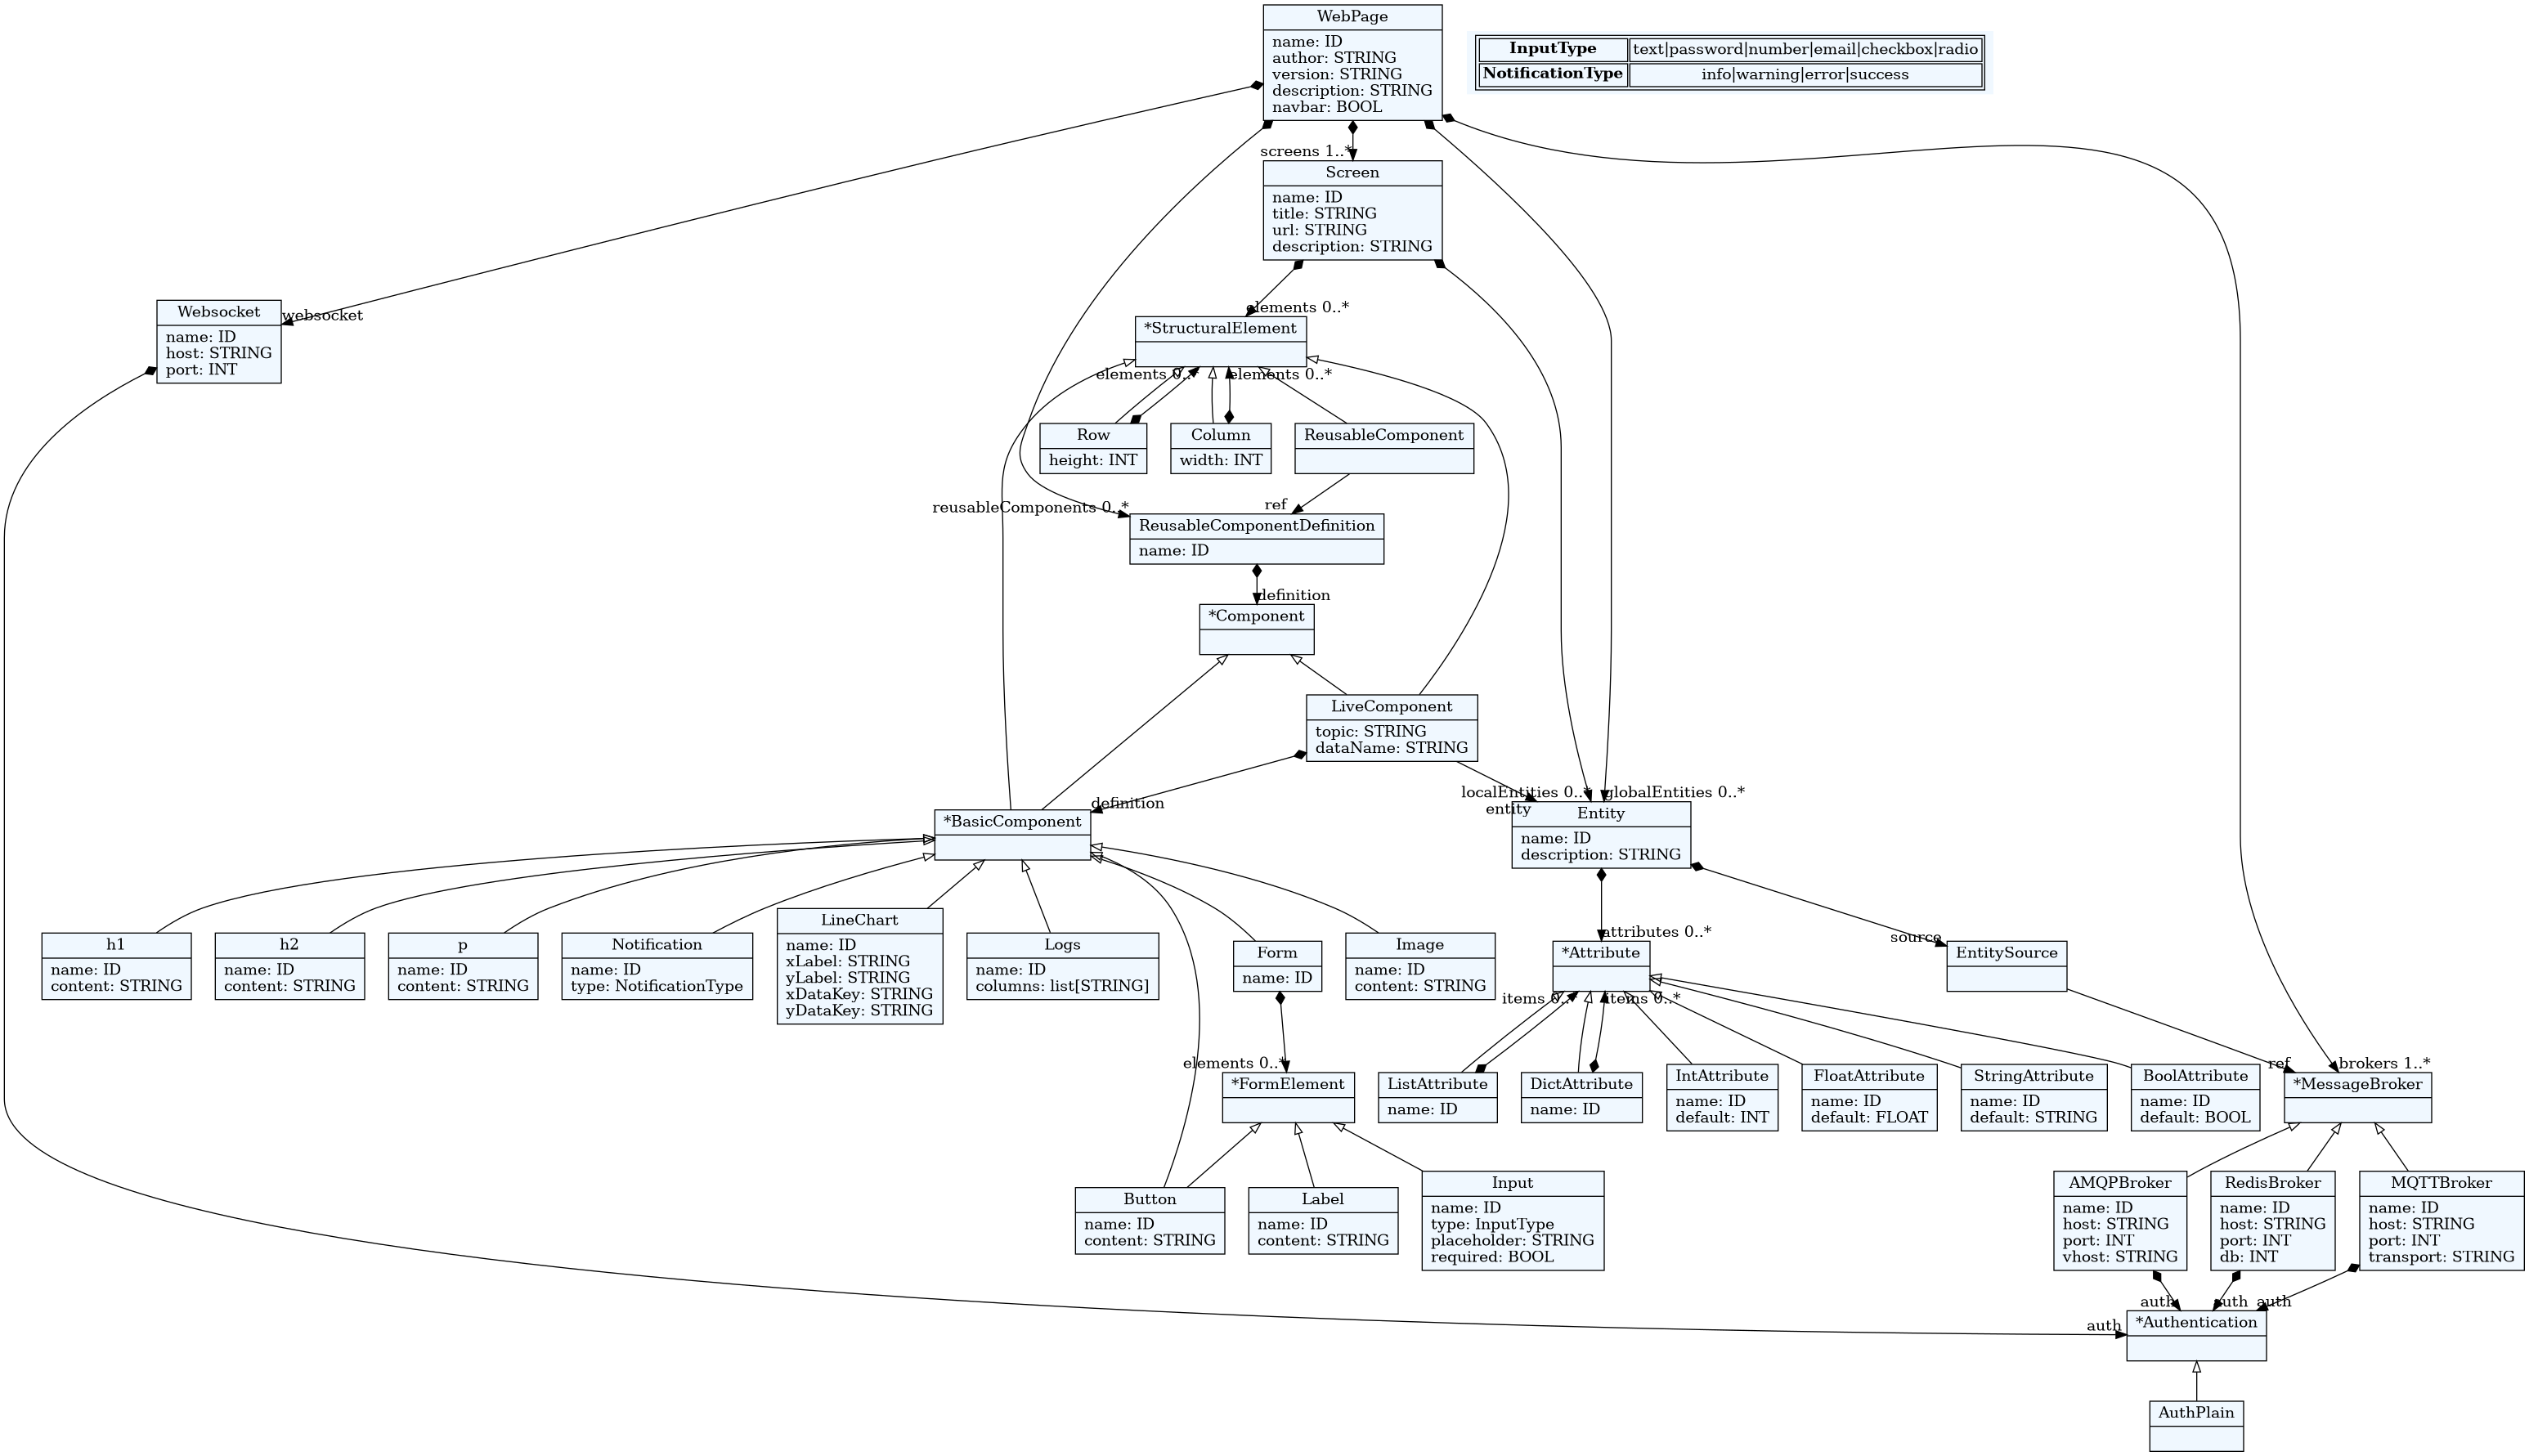 WebPage
name: ID
author: STRING
version: STRING
description: STRING
navbar: BOOL
InputType text|password|number|email|checkbox|radio
NotificationType info|warning|error|success
screens 1..*
Screen
name: ID
title: STRING
url: STRING
description: STRING
Websocket
name: ID
host: STRING
port: INT
websocket
elements 0..*
*StructuralElement
elements 0..*
elements 0..*
Row
height: INT
Column
width: INT
ReusableComponent
reusableComponents 0..*
ref
ReusableComponentDefinition
name: ID
definition
*Component
LiveComponent
topic: STRING
dataName: STRING
definition
*BasicComponent
localEntities 0..*
globalEntities 0..*
entity
Entity
name: ID
description: STRING
h1
name: ID
content: STRING
h2
name: ID
content: STRING
p
name: ID
content: STRING
Notification
name: ID
type: NotificationType
LineChart
name: ID
xLabel: STRING
yLabel: STRING
xDataKey: STRING
yDataKey: STRING
Logs
name: ID
columns: list[STRING]
Form
name: ID
Image
name: ID
content: STRING
attributes 0..*
*Attribute
source
EntitySource
items 0..*
items 0..*
elements 0..*
*FormElement
ListAttribute
name: ID
DictAttribute
name: ID
IntAttribute
name: ID
default: INT
FloatAttribute
name: ID
default: FLOAT
StringAttribute
name: ID
default: STRING
BoolAttribute
name: ID
default: BOOL
ref
brokers 1..*
*MessageBroker
Button
name: ID
content: STRING
Label
name: ID
content: STRING
Input
name: ID
type: InputType
placeholder: STRING
required: BOOL
AMQPBroker
name: ID
host: STRING
port: INT
vhost: STRING
RedisBroker
name: ID
host: STRING
port: INT
db: INT
MQTTBroker
name: ID
host: STRING
port: INT
transport: STRING
auth
auth
auth
auth
*Authentication
AuthPlain